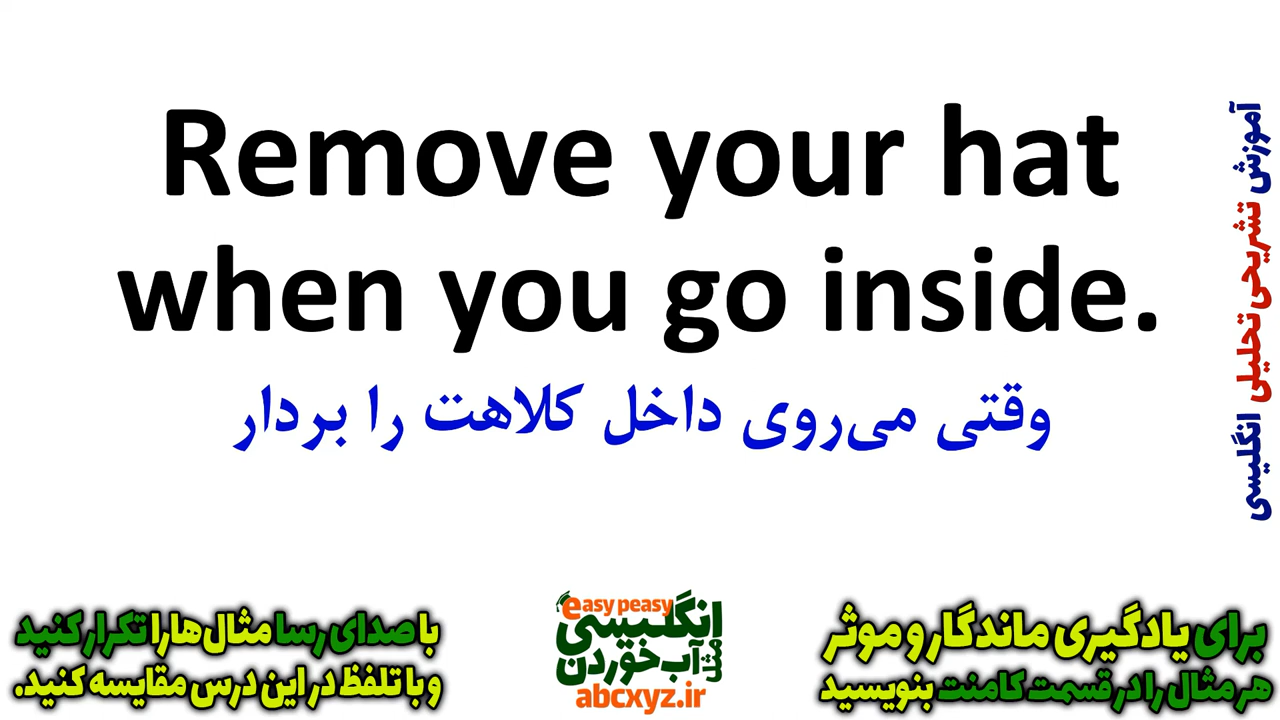 Remove your hat
when you go inside.
وقتی می‌روی داخل کلاهت را بردار
آموزش تشریحی تحلیلی انگلیسی
با صدای رسا مثال‌ها را تکرار کنید
و با تلفظ در این درس مقایسه کنید.
easy peasy
انگلیسی
مثل آب خوردن
abcxyz.ir
برای یادگیری ماندگار و موثر
هر مثال را در قسمت کامنت بنویسید